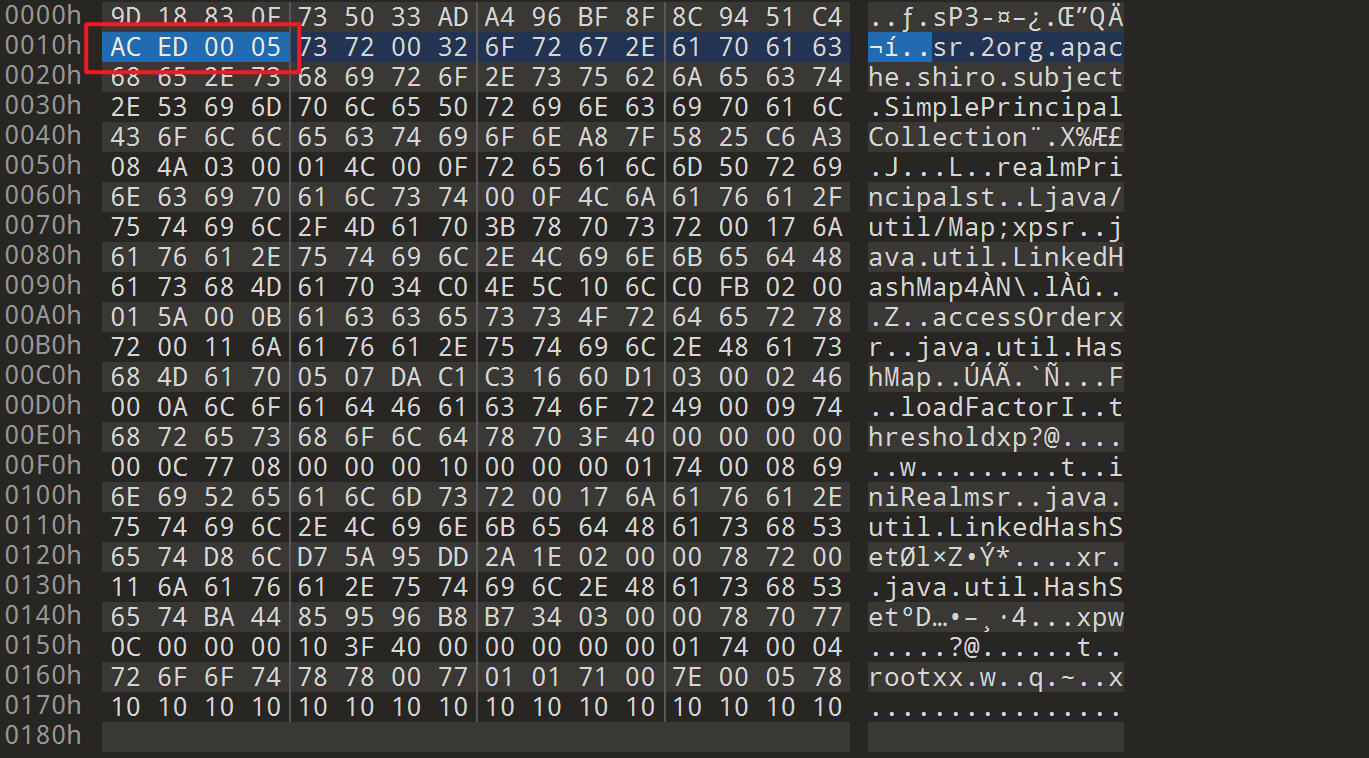 0000h 9D 18 83 0F 73 50 33 AD A4 96 BF 8F 8C 94 51 C4 ..ƒ.sP3-¤–¿.Œ”QÄ
0010h AC ED 00 05 73 72 00 32 6F 72 67 2E 61 70 61 63 ¬í..sr.2org.apac
0020h 68 65 2E 73 68 69 72 6F 2E 73 75 62 6A 65 63 74 he.shiro.subject
0030h 2E 53 69 6D 70 6C 65 50 72 69 6E 63 69 70 61 6C .SimplePrincipal
0040h 43 6F 6C 6C 65 63 74 69 6F 6E A8 7F 58 25 C6 A3 Collection¨.X%Æ£
0050h 08 4A 03 00 01 4C 00 0F 72 65 61 6C 6D 50 72 69 .J...L..realmPri
0060h 6E 63 69 70 61 6C 73 74 00 0F 4C 6A 61 76 61 2F ncipalst..Ljava/
0070h 75 74 69 6C 2F 4D 61 70 3B 78 70 73 72 00 17 6A util/Map;xpsr..j
0080h 61 76 61 2E 75 74 69 6C 2E 4C 69 6E 6B 65 64 48 ava.util.LinkedH
0090h 61 73 68 4D 61 70 34 C0 4E 5C 10 6C C0 FB 02 00 ashMap4ÀN\.lÀû..
00A0h 01 5A 00 0B 61 63 63 65 73 73 4F 72 64 65 72 78 .Z..accessOrderx
00B0h 72 00 11 6A 61 76 61 2E 75 74 69 6C 2E 48 61 73 r..java.util.Has
00C0h 68 4D 61 70 05 07 DA C1 C3 16 60 D1 03 00 02 46 hMap..ÚÁÃ.`Ñ...F
00D0h 00 0A 6C 6F 61 64 46 61 63 74 6F 72 49 00 09 74 ..loadFactorI..t
00E0h 68 72 65 73 68 6F 6C 64 78 70 3F 40 00 00 00 00 hresholdxp?@....
00F0h 00 0C 77 08 00 00 00 10 00 00 00 01 74 00 08 69 ..w.........t..i
0100h 6E 69 52 65 61 6C 6D 73 72 00 17 6A 61 76 61 2E niRealmsr..java.
0110h 75 74 69 6C 2E 4C 69 6E 6B 65 64 48 61 73 68 53 util.LinkedHashS
0120h 65 74 D8 6C D7 5A 95 DD 2A 1E 02 00 00 78 72 00 etØl×Z•Ý*....xr.
0130h 11 6A 61 76 61 2E 75 74 69 6C 2E 48 61 73 68 53 .java.util.HashS
0140h 65 74 BA 44 85 95 96 B8 B7 34 03 00 00 78 70 77 etºD…•–¸·4...xpw
0150h 0C 00 00 00 10 3F 40 00 00 00 00 00 01 74 00 04 .....?@......t..
0160h 72 6F 6F 74 78 78 00 77 01 01 71 00 7E 00 05 78 rootxx.w..q.~..x
0170h 10 10 10 10 10 10 10 10 10 10 10 10 10 10 10 10 ................
0180h